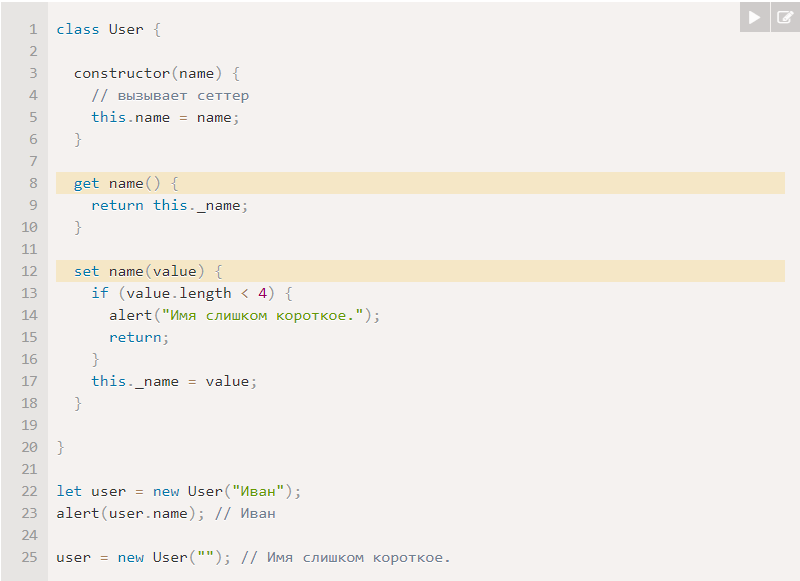 1 class User {
2
3   constructor(name) {
4     // вызывает сеттер
5     this.name = name;
6   }
7
8   get name() {
9     return this._name;
10   }
11
12   set name(value) {
13     if (value.length < 4) {
14       alert("Имя слишком короткое.");
15       return;
16     }
17     this._name = value;
18   }
19
20 }
21
22 let user = new User("Иван");
23 alert(user.name); // Иван
24
25 user = new User(""); // Имя слишком короткое.